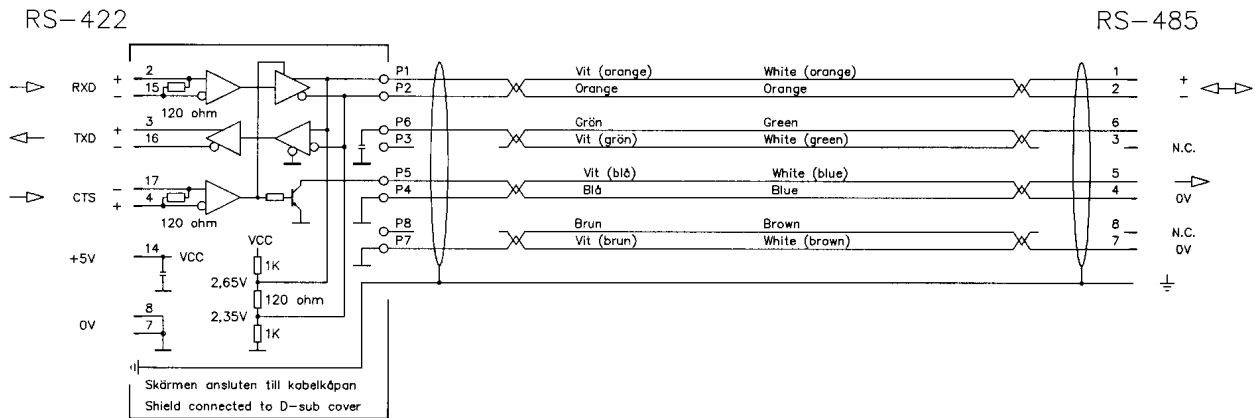 RS-422
RS-485
2 P1 Vit (orange) White (orange) 1
+ +
RXD
15 P2 Orange Orange 2
- -
120 ohm
3 P6 Grön Green 6
TXD +
- 16 P3 Vit (grön) White (green) 3 N.C.
17 P5 Vit (blå) White (blue) 5
-
CTS
+ 4 P4 Blå Blue 4 0V
120 ohm
P8 Brun Brown 8 N.C.
P7 Vit (brun) White (brown) 7 0V
+5V 14 VCC
VCC
1K
2,65V
120 ohm
2,35V
1K
0V 8
7
Skärmen ansluten till kabelkåpan
Shield connected to D-sub cover